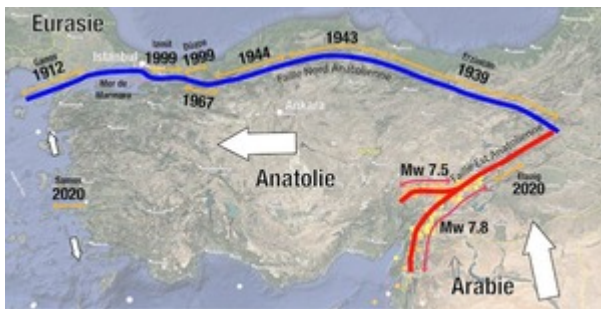 Eurasie
Ganos
1912
Istanbul
Izmit
1999
Düzce
1999
1944
1943
Erzincan
1939
Mer de
Marmara
1967
Faille Nord Anatolienne
Ankara
Anatolie
Faille Est Anatolienne
Mw 7.5
Elazig
2020
Samos
2020
Mw 7.8
Arabie